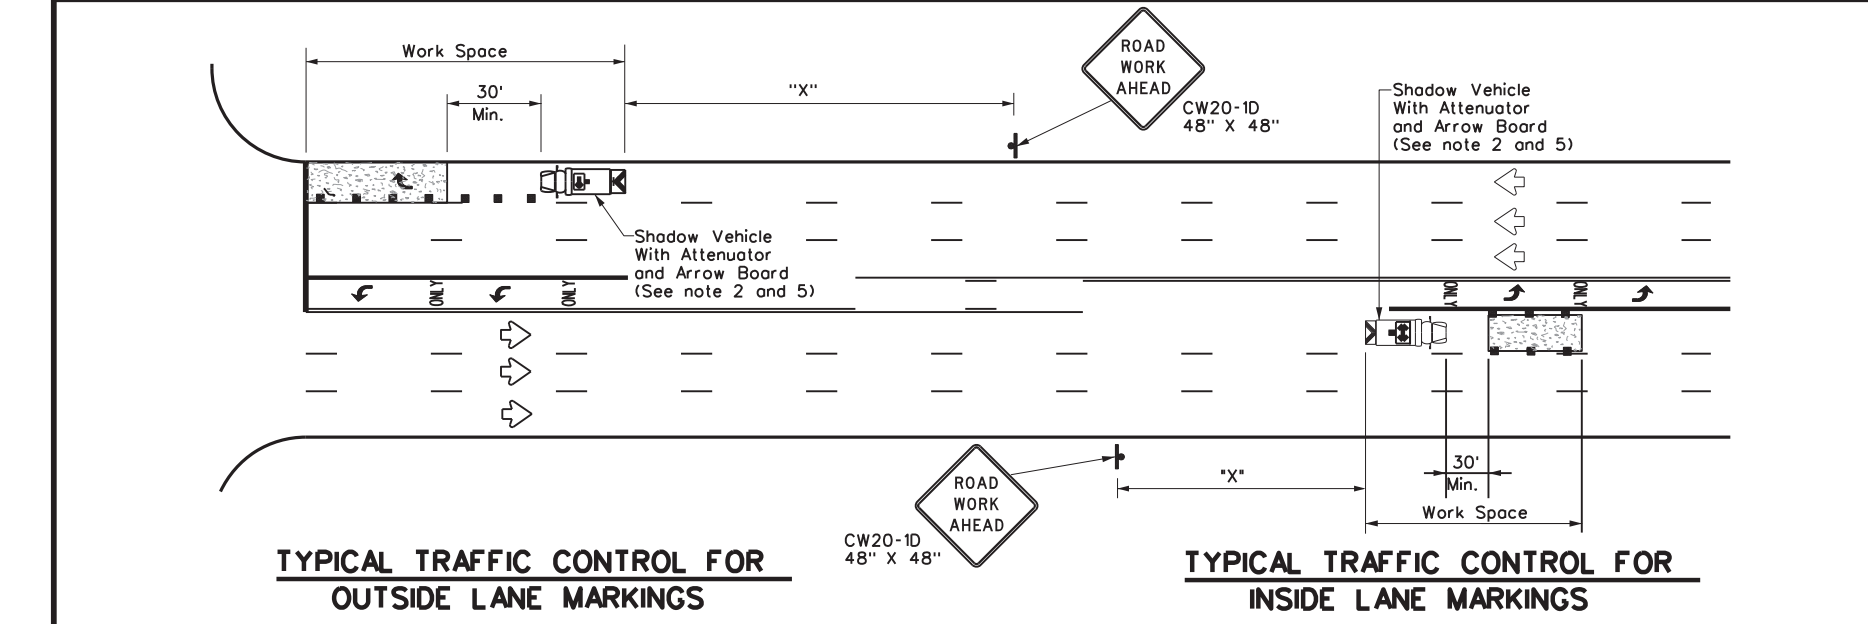 Work Space
30'
Min.
"X"
ROAD
WORK
AHEAD
CW20-1D
48" X 48"
Shadow Vehicle
With Attenuator
and Arrow Board
(See note 2 and 5)
Shadow Vehicle
With Attenuator
and Arrow Board
(See note 2 and 5)
ONLY
ONLY
ONLY
ONLY
ROAD
WORK
AHEAD
CW20-1D
48" X 48"
"X"
30'
Min.
Work Space
TYPICAL TRAFFIC CONTROL FOR
OUTSIDE LANE MARKINGS
TYPICAL TRAFFIC CONTROL FOR
INSIDE LANE MARKINGS